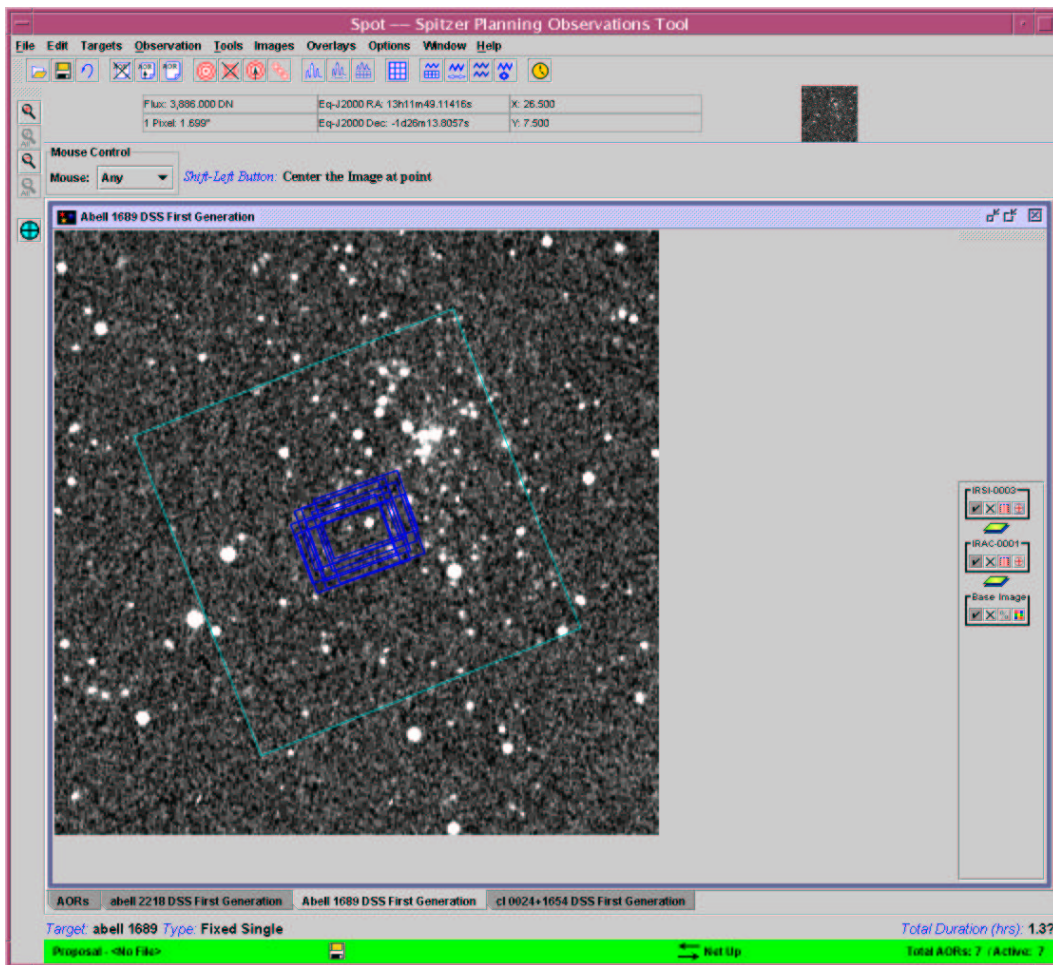 Spot —— Spitzer Planning Observations Tool
File Edit Targets Observation Tools Images Overlays Options Window Help
Flux: 3,886.000 DN Eq-J2000 RA: 13h11m49.11416s X: 26.500
1 Pixel: 1.699" Eq-J2000 Dec: -1d26m13.8057s Y: 7.500
Mouse Control
Mouse: Any Shift-Left Button: Center the Image at point
Abell 1689 DSS First Generation
IRSI-0003
IRAC-0001
Base Image
AORs abell 2218 DSS First Generation Abell 1689 DSS First Generation cl 0024+1654 DSS First Generation
Target: abell 1689 Type: Fixed Single Total Duration (hrs): 1.3?
Proposal - <No File> Net Up Total AORs: 7 / (Active: 7